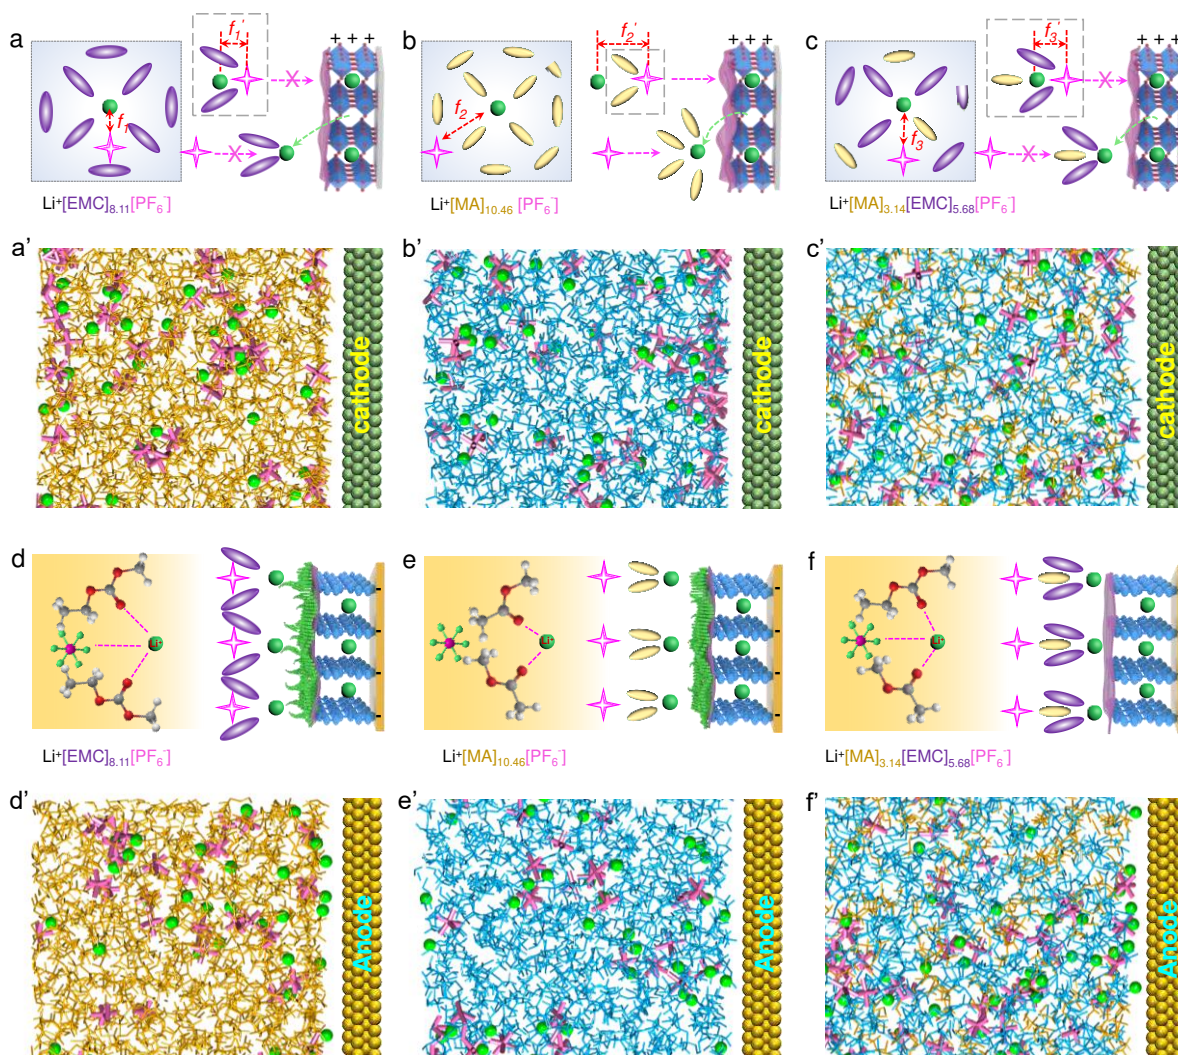 a
f₁'
+ + +
f₁
Li⁺[EMC]₈.₁₁[PF₆⁻]
b
f₂'
+ + +
f₂
Li⁺[MA]₁₀.₄₆ [PF₆⁻]
c
f₃'
+ + +
f₃
Li⁺[MA]₃.₁₄[EMC]₅.₆₈[PF₆⁻]
a'
cathode
b'
cathode
c'
cathode
d
Li⁺
- - - -
Li⁺[EMC]₈.₁₁[PF₆⁻]
e
Li⁺
- - - -
Li⁺[MA]₁₀.₄₆[PF₆⁻]
f
Li⁺
Li⁺[MA]₃.₁₄[EMC]₅.₆₈[PF₆⁻]
d'
Anode
e'
Anode
f'
Anode